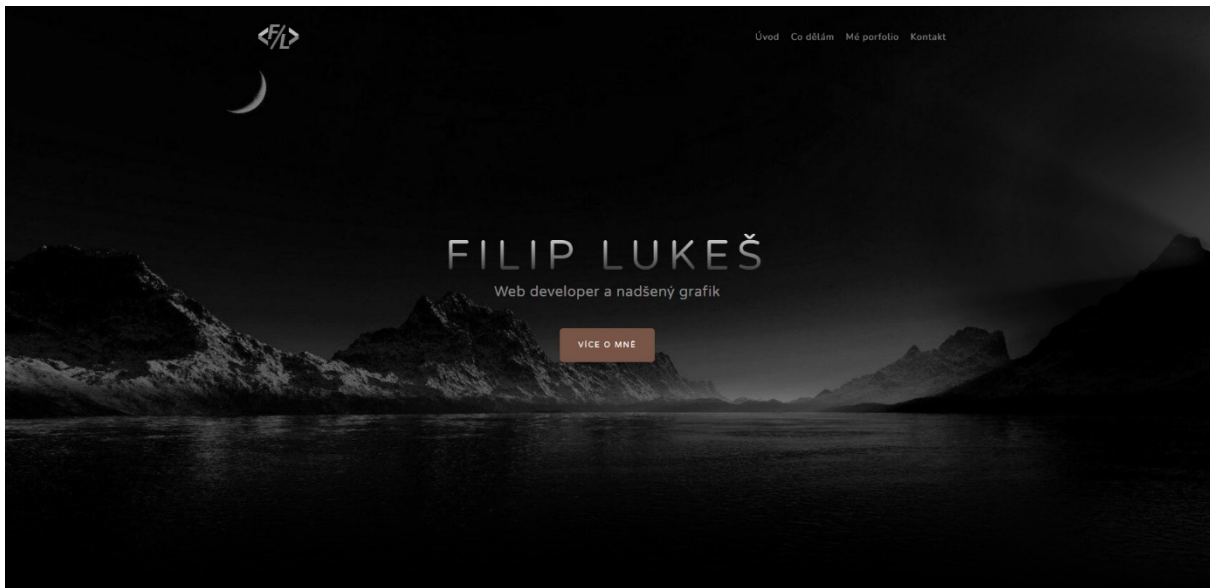 <F/L>
Úvod Co dělám Mé porfolio Kontakt
FILIP LUKEŠ
Web developer a nadšený grafik
VÍCE O MNĚ